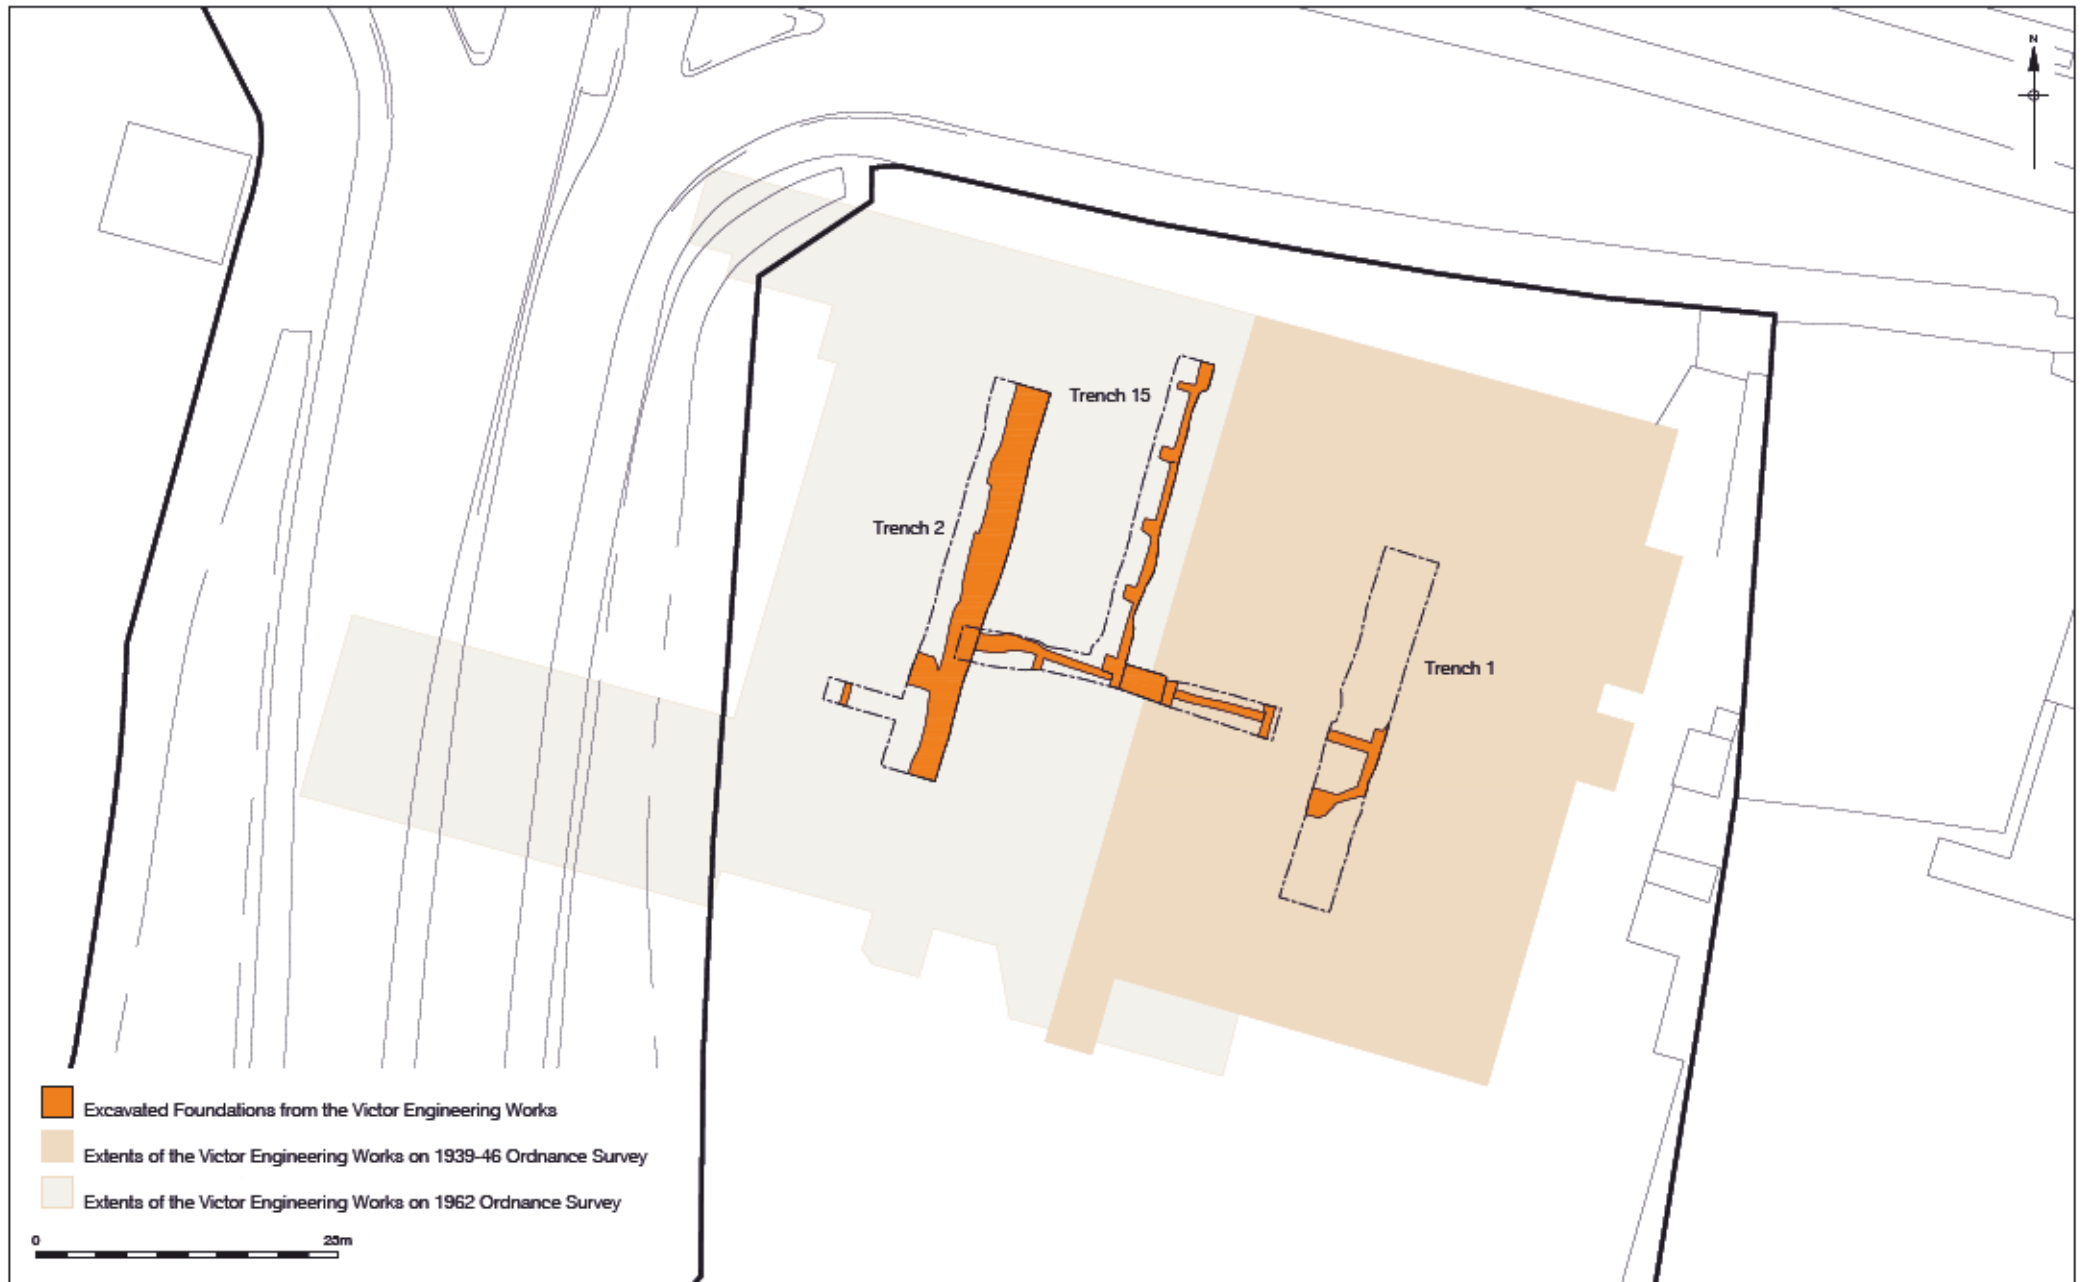 N
Trench 15
Trench 2
Trench 1
Excavated Foundations from the Victor Engineering Works
Extents of the Victor Engineering Works on 1939-46 Ordnance Survey
Extents of the Victor Engineering Works on 1962 Ordnance Survey
0 25m